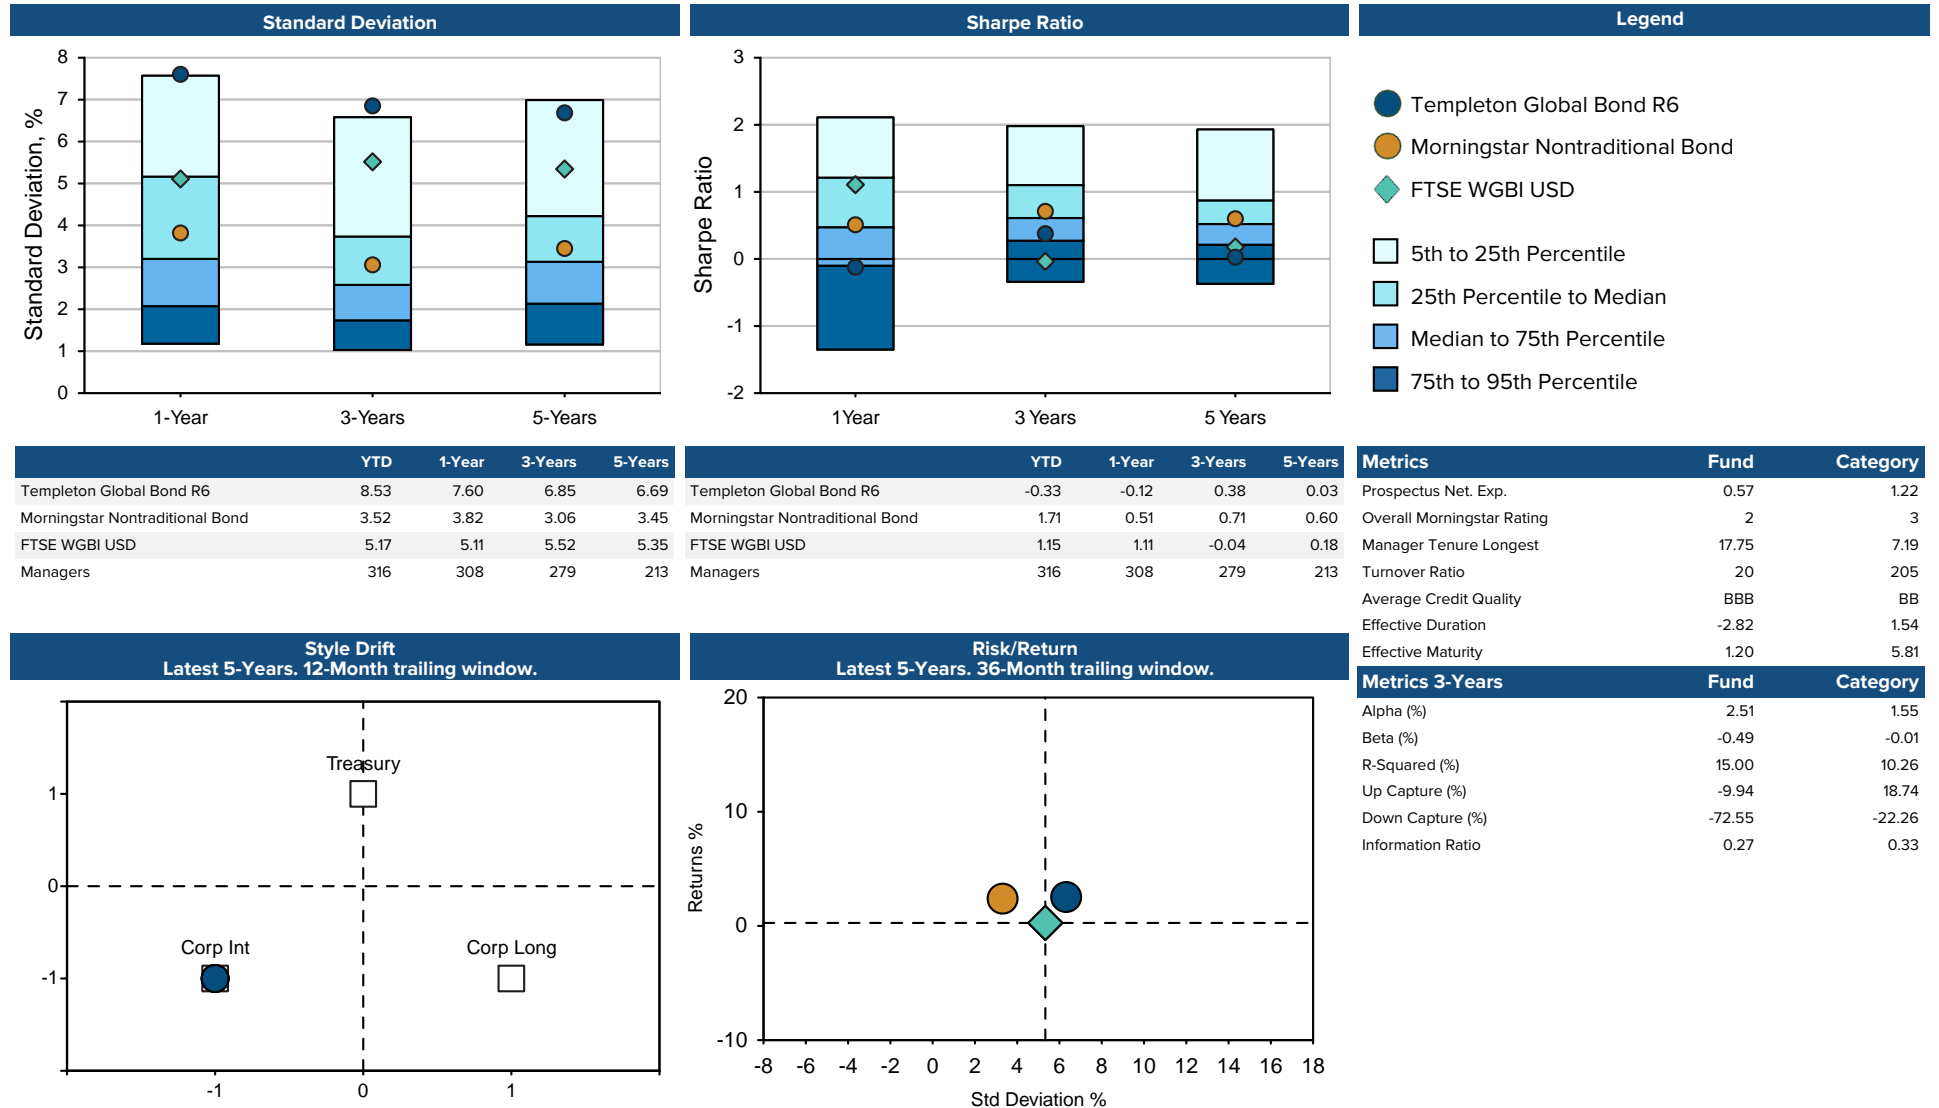 Standard Deviation
8
7
6
5
4
3
2
1
0
Standard Deviation, %
1-Year 3-Years 5-Years
Sharpe Ratio
3
2
1
0
-1
-2
Sharpe Ratio
1Year 3 Years 5 Years
Legend
Templeton Global Bond R6
Morningstar Nontraditional Bond
FTSE WGBI USD
5th to 25th Percentile
25th Percentile to Median
Median to 75th Percentile
75th to 95th Percentile
YTD 1-Year 3-Years 5-Years
Templeton Global Bond R6 8.53 7.60 6.85 6.69
Morningstar Nontraditional Bond 3.52 3.82 3.06 3.45
FTSE WGBI USD 5.17 5.11 5.52 5.35
Managers 316 308 279 213
YTD 1-Year 3-Years 5-Years
Templeton Global Bond R6 -0.33 -0.12 0.38 0.03
Morningstar Nontraditional Bond 1.71 0.51 0.71 0.60
FTSE WGBI USD 1.15 1.11 -0.04 0.18
Managers 316 308 279 213
Metrics Fund Category
Prospectus Net. Exp. 0.57 1.22
Overall Morningstar Rating 2 3
Manager Tenure Longest 17.75 7.19
Turnover Ratio 20 205
Average Credit Quality BBB BB
Effective Duration -2.82 1.54
Effective Maturity 1.20 5.81
Metrics 3-Years Fund Category
Alpha (%) 2.51 1.55
Beta (%) -0.49 -0.01
R-Squared (%) 15.00 10.26
Up Capture (%) -9.94 18.74
Down Capture (%) -72.55 -22.26
Information Ratio 0.27 0.33
Style Drift
Latest 5-Years. 12-Month trailing window.
Treasury
1
0
Corp Int Corp Long
-1
-1 0 1
Risk/Return
Latest 5-Years. 36-Month trailing window.
20
10
0
-10
Returns %
-8 -6 -4 -2 0 2 4 6 8 10 12 14 16 18
Std Deviation %